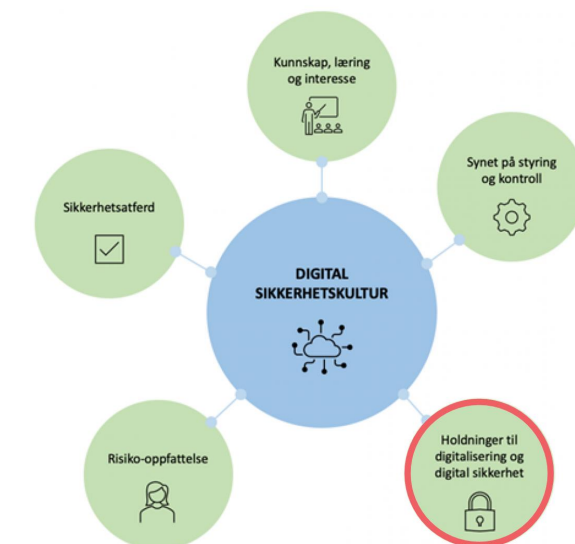 Kunnskap, læring
og interesse
Synet på styring
og kontroll
Sikkerhetsatferd
DIGITAL
SIKKERHETSKULTUR
Holdninger til
digitalisering og
digital sikkerhet
Risiko-oppfattelse